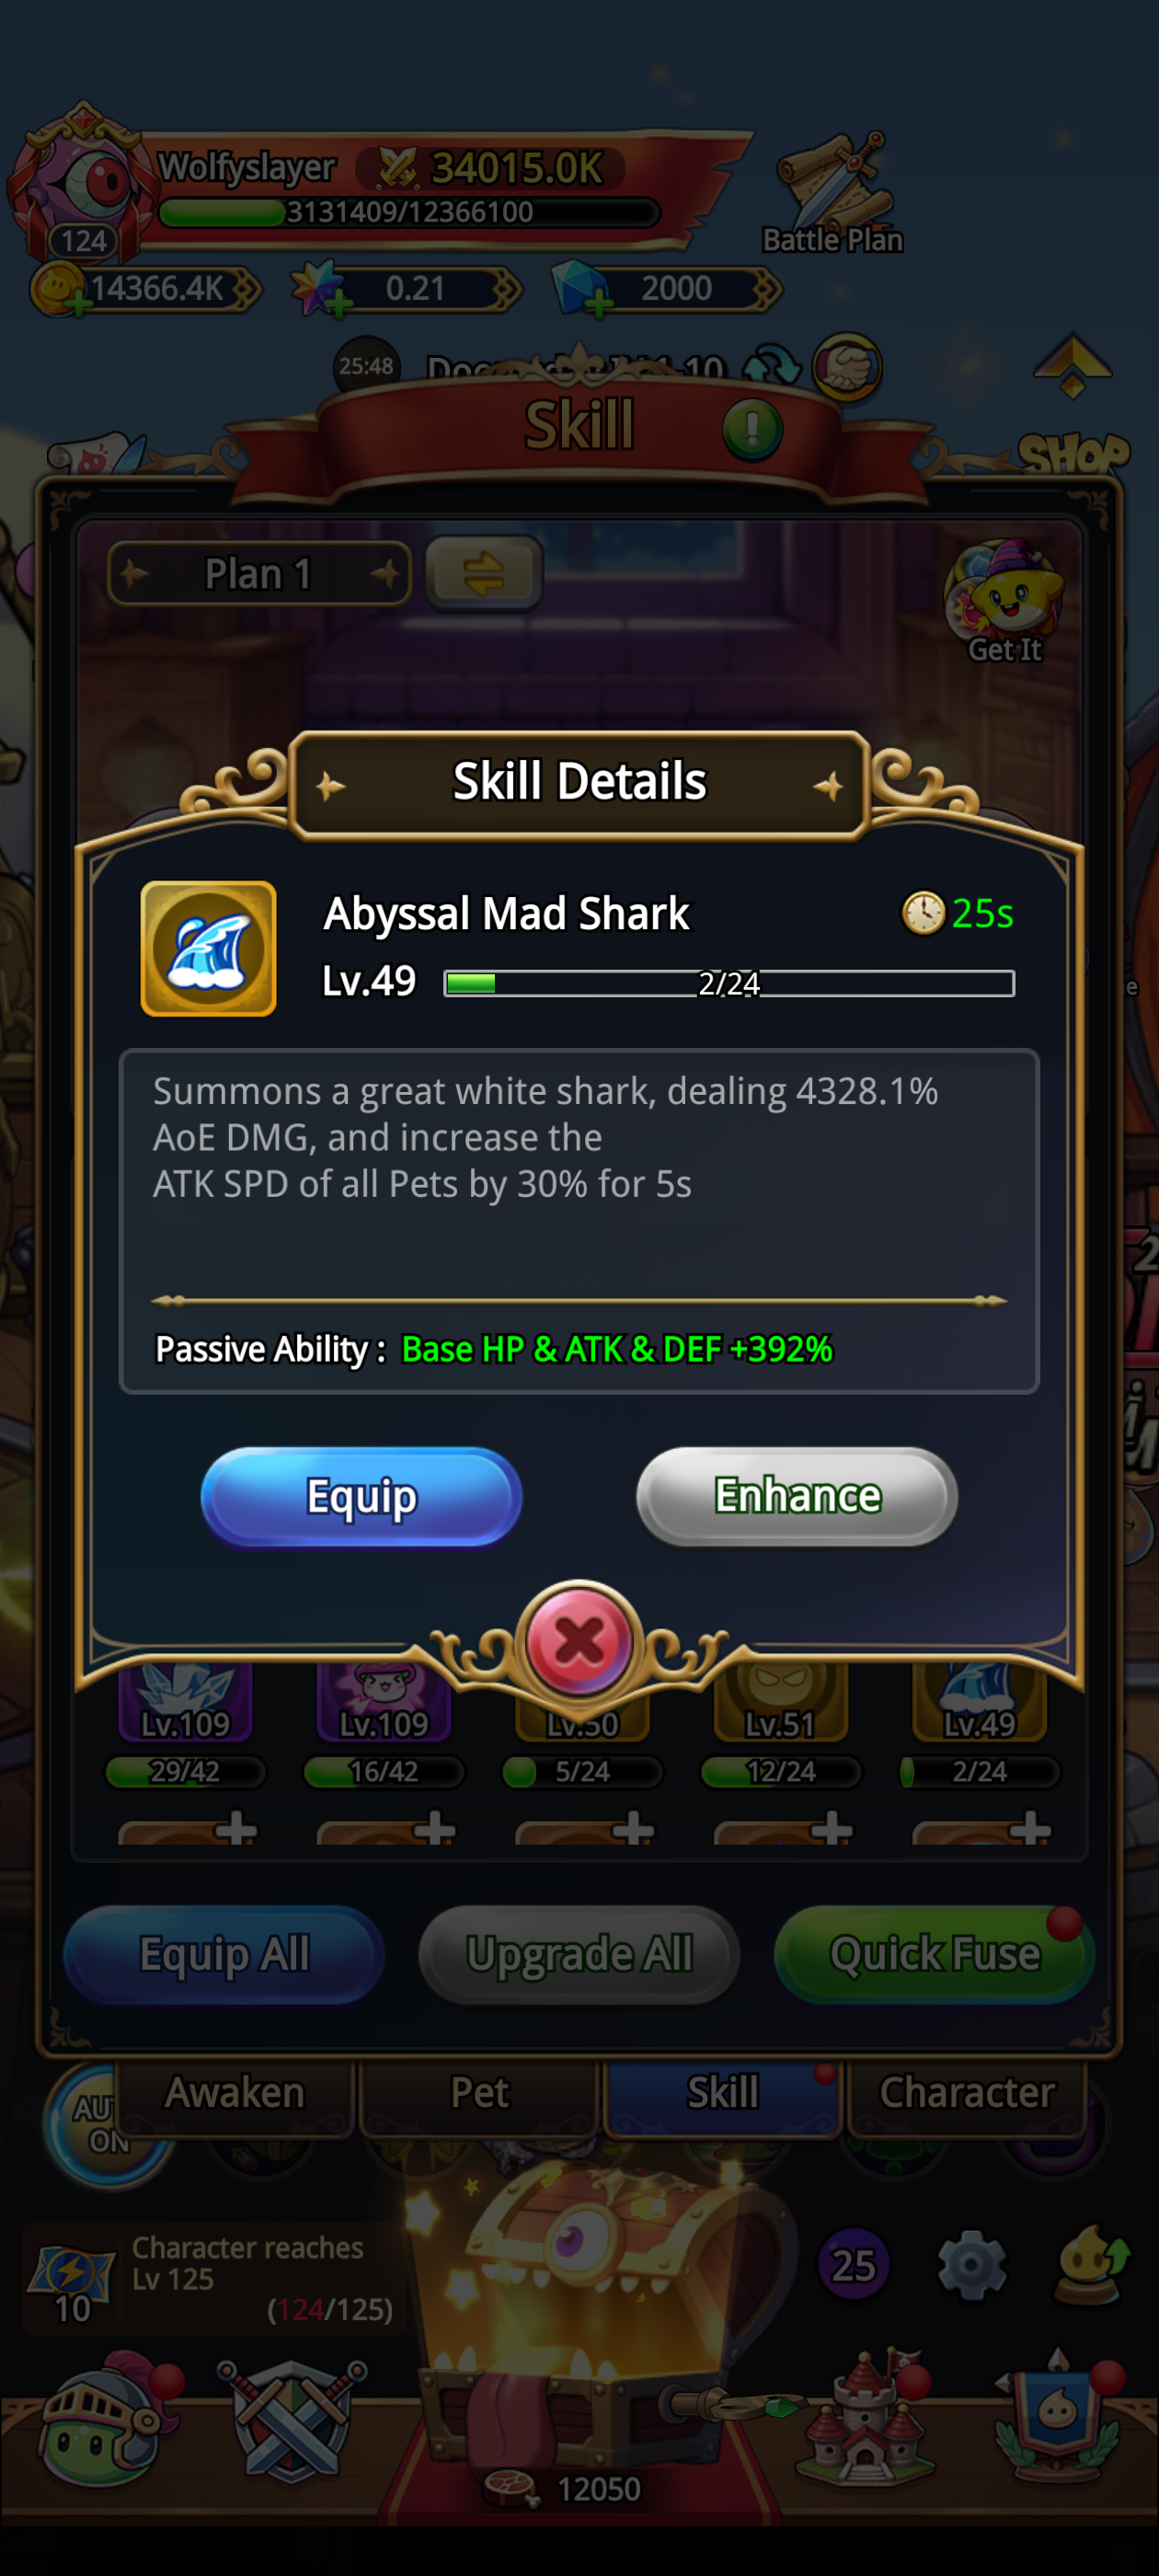 Wolfyslayer
34015.0K
3131409/12366100
124
Battle Plan
14366.4K
0.21
2000
25:48
-10
Skill
SHOP
Plan 1
Get It
Skill Details
Abyssal Mad Shark
25s
Lv.49
2/24
Summons a great white shark, dealing 4328.1%
AoE DMG, and increase the
ATK SPD of all Pets by 30% for 5s
Passive Ability : Base HP & ATK & DEF +392%
Equip
Enhance
Lv.109
Lv.109
Lv.50
Lv.51
Lv.49
29/42
16/42
5/24
12/24
2/24
Equip All
Upgrade All
Quick Fuse
Awaken
Pet
Skill
Character
ON
Character reaches
Lv 125
(124/125)
10
25
12050